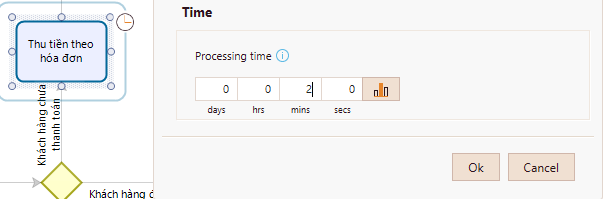 Time
Thu tiền theo
hóa đơn
Processing time
0 0 2 0
days hrs mins secs
Khách hàng chưa
thanh toán
Ok Cancel
Khách hàng